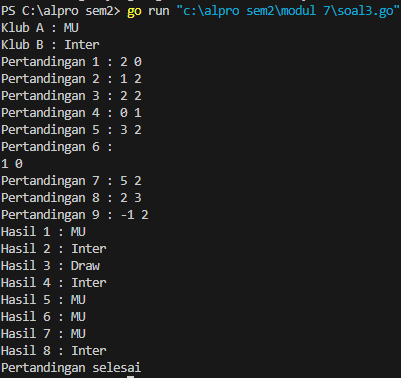 PS C:\alpro sem2> go run "c:\alpro sem2\modul 7\soal3.go"
Klub A : MU
Klub B : Inter
Pertandingan 1 : 2 0
Pertandingan 2 : 1 2
Pertandingan 3 : 2 2
Pertandingan 4 : 0 1
Pertandingan 5 : 3 2
Pertandingan 6 :
1 0
Pertandingan 7 : 5 2
Pertandingan 8 : 2 3
Pertandingan 9 : -1 2
Hasil 1 : MU
Hasil 2 : Inter
Hasil 3 : Draw
Hasil 4 : Inter
Hasil 5 : MU
Hasil 6 : MU
Hasil 7 : MU
Hasil 8 : Inter
Pertandingan selesai